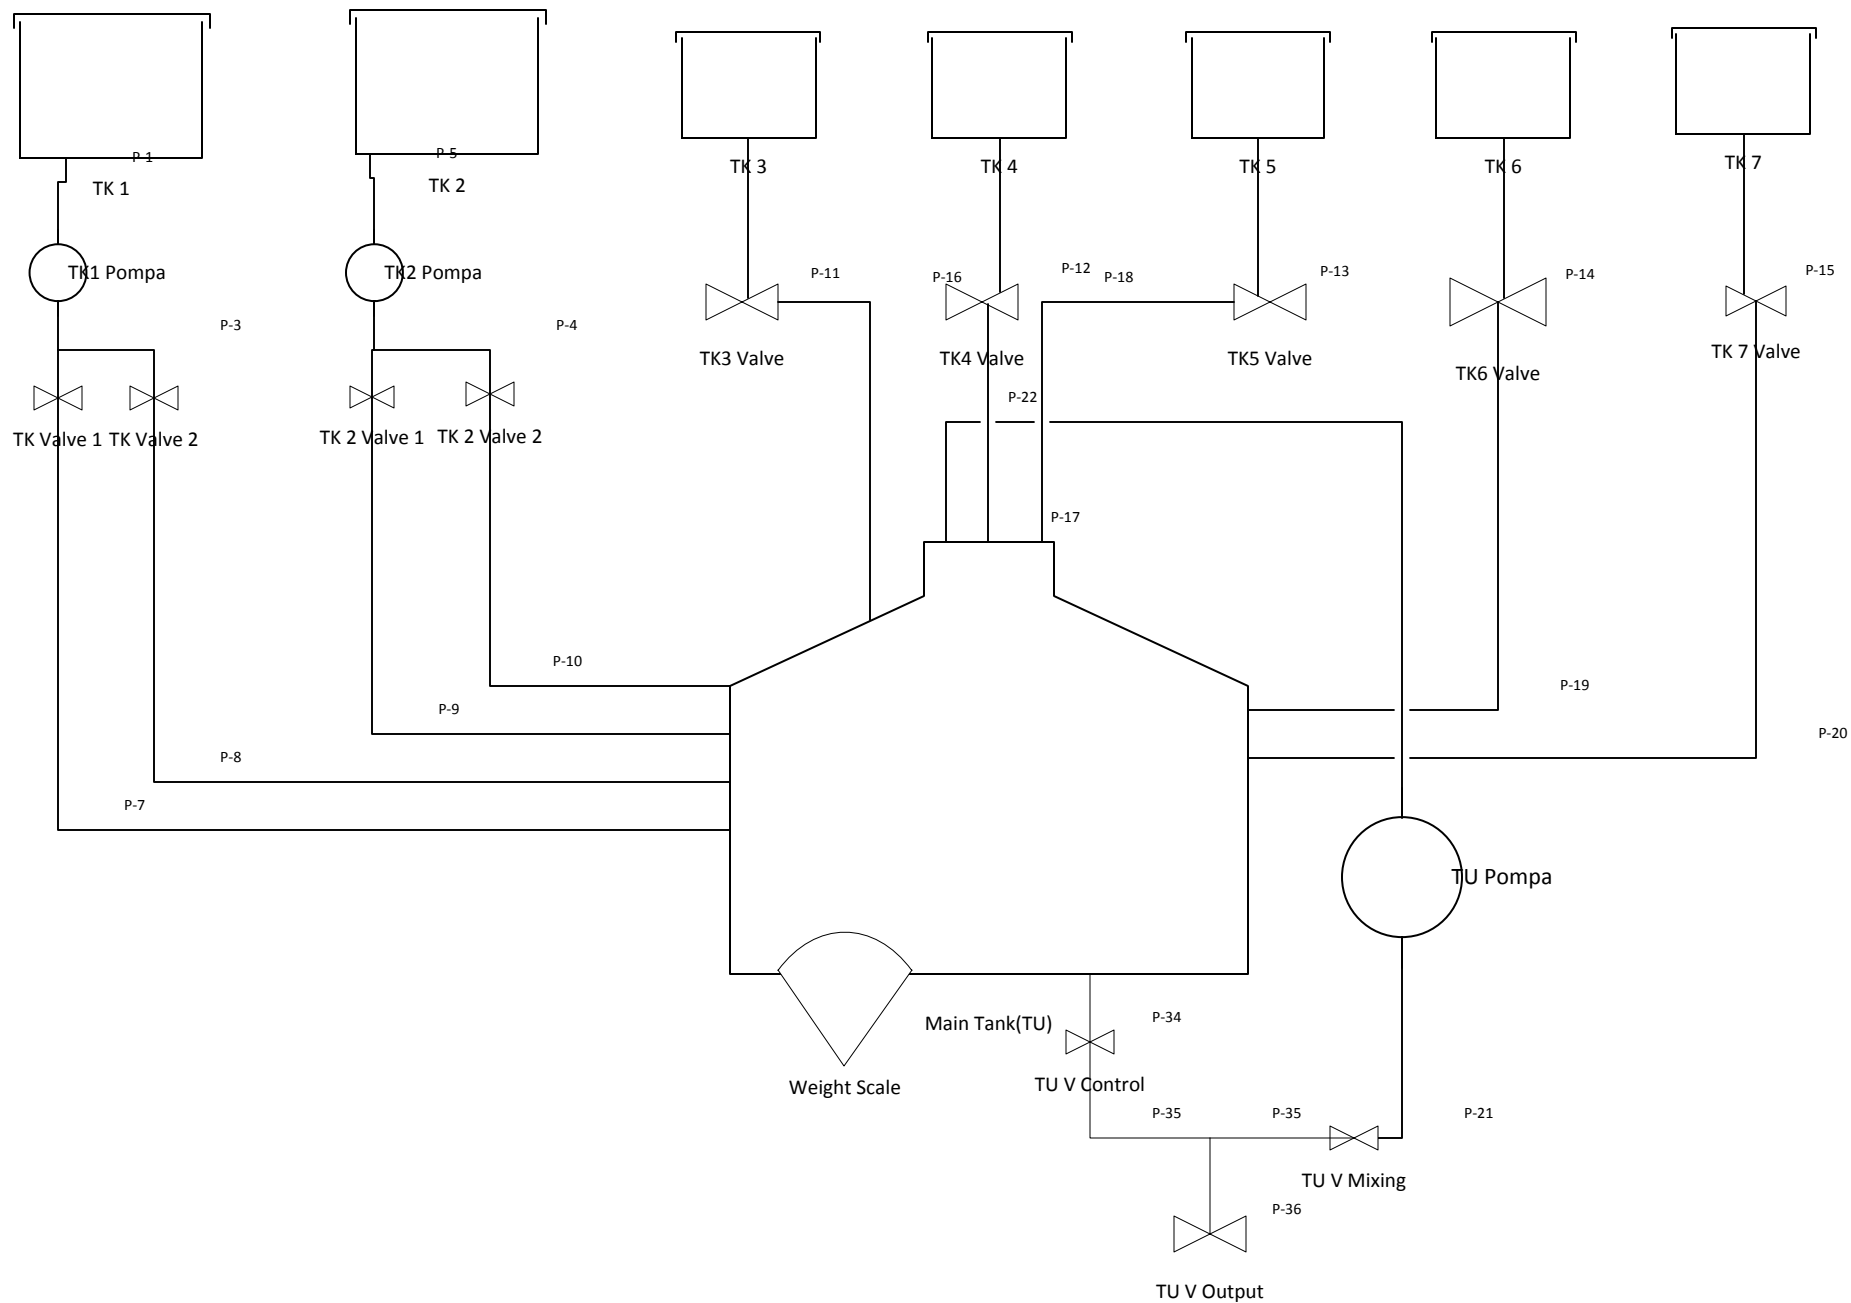 P-1
P-5
TK 1
TK 2
TK 3
TK 4
TK 5
TK 6
TK 7
TK1 Pompa
TK2 Pompa
P-11
P-16
P-12
P-18
P-13
P-14
P-15
P-3
P-4
TK3 Valve
TK4 Valve
TK5 Valve
TK6 Valve
TK 7 Valve
P-22
TK Valve 1
TK Valve 2
TK 2 Valve 1
TK 2 Valve 2
P-17
P-10
P-19
P-9
P-20
P-8
P-7
TU Pompa
Main Tank(TU)
P-34
Weight Scale
TU V Control
P-35
P-35
P-21
TU V Mixing
P-36
TU V Output